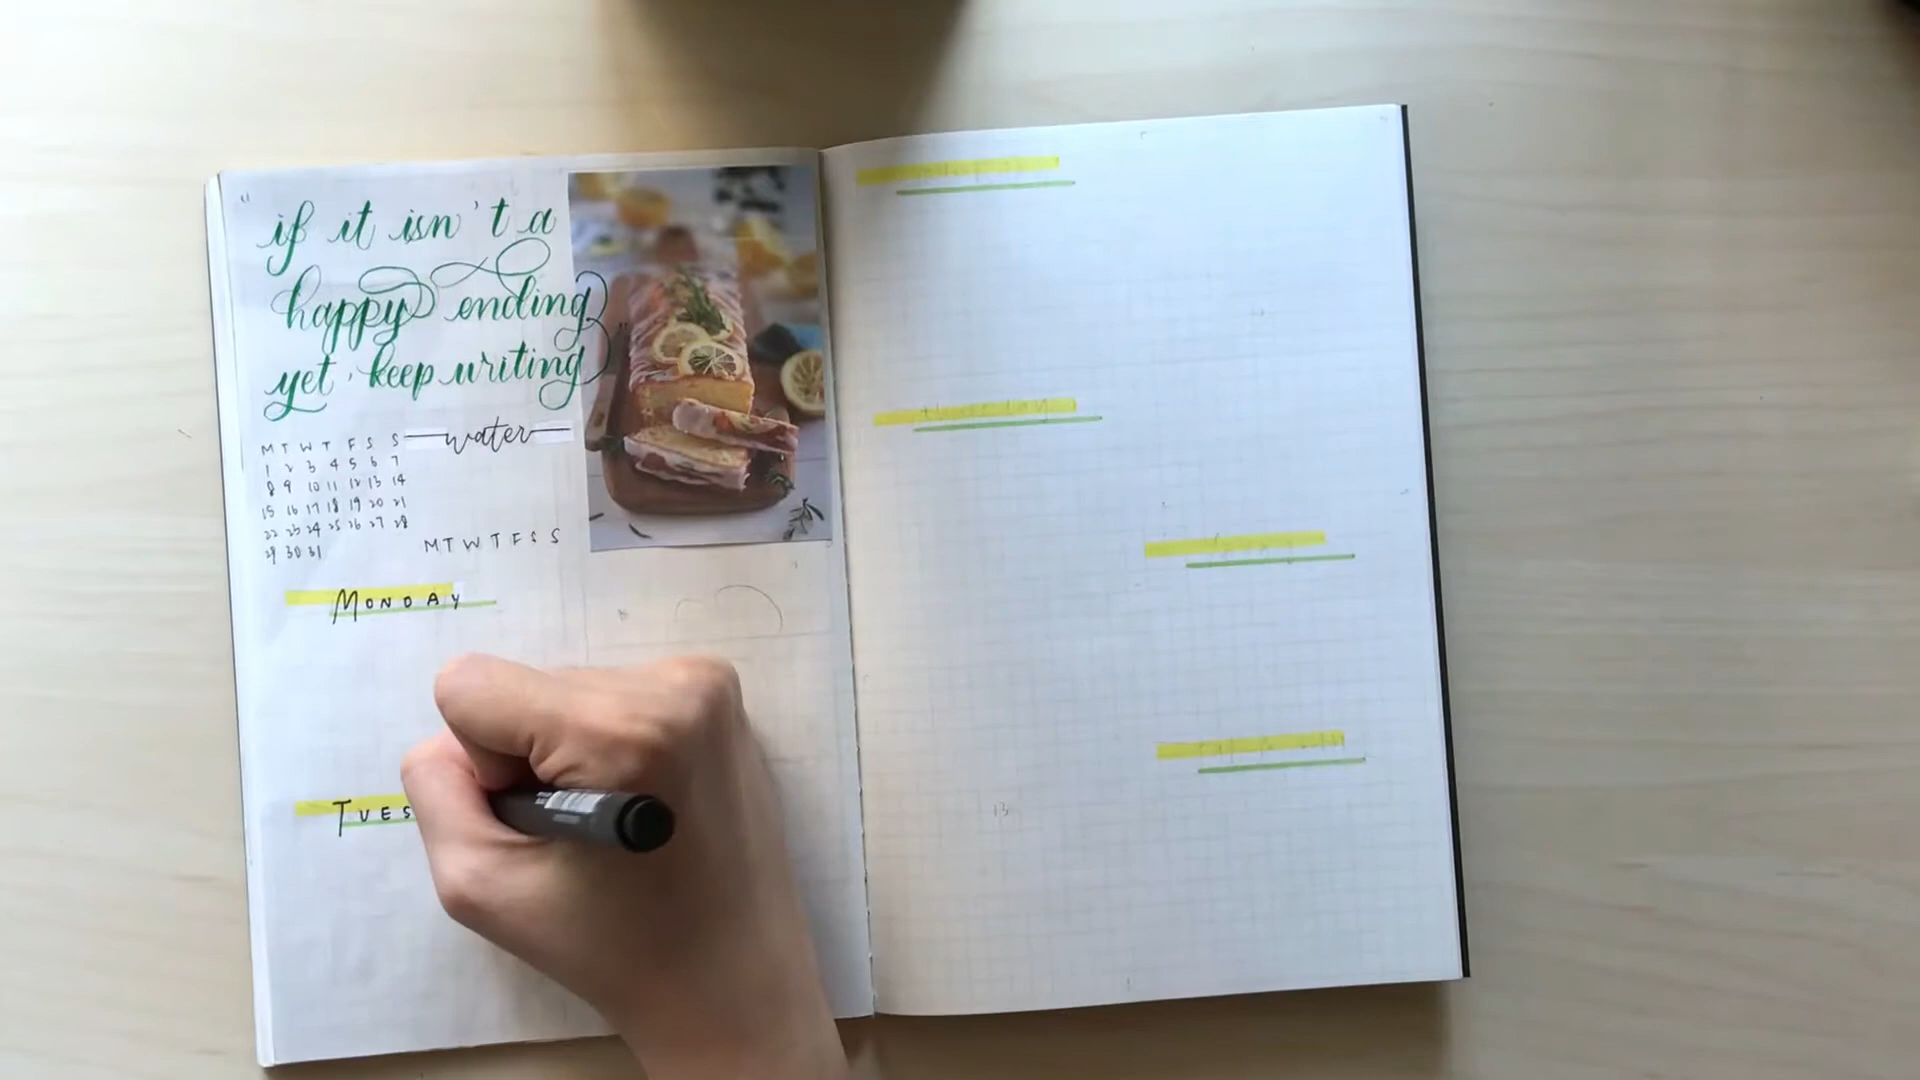 "if it isn't a
happy ending
yet, keep writing"
water
M T W T F S S
1 2 3 4 5 6 7
8 9 10 11 12 13 14
15 16 17 18 19 20 21
22 23 24 25 26 27 28
29 30 31
M T W T F S S
MONDAY
TUES
thursday
13